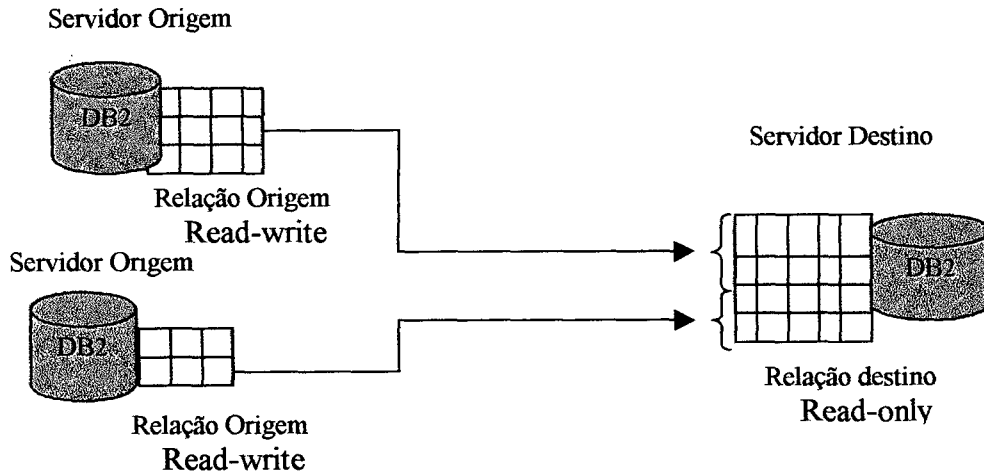 Servidor Origem
DB2
Relação Origem
Read-write
Servidor Destino
DB2
Relação destino
Read-only
Servidor Origem
DB2
Relação Origem
Read-write